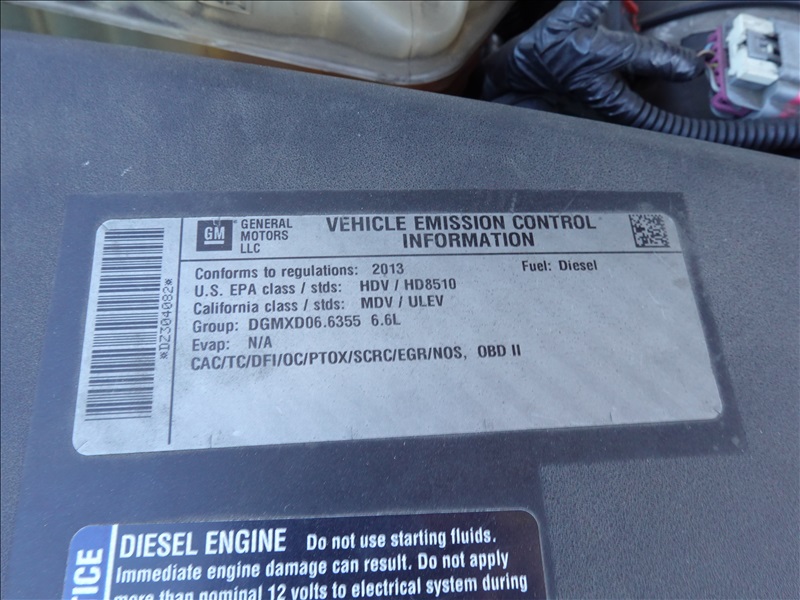 GM GENERAL MOTORS LLC
VEHICLE EMISSION CONTROL INFORMATION
Conforms to regulations: 2013 Fuel: Diesel
U.S. EPA class / stds: HDV / HD8510
California class / stds: MDV / ULEV
Group: DGMXD06.6355 6.6L
Evap: N/A
CAC/TC/DFI/OC/PTOX/SCRC/EGR/NOS, OBD II
*DZ304082*
DIESEL ENGINE Do not use starting fluids.
Immediate engine damage can result. Do not apply
more than nominal 12 volts to electrical system during